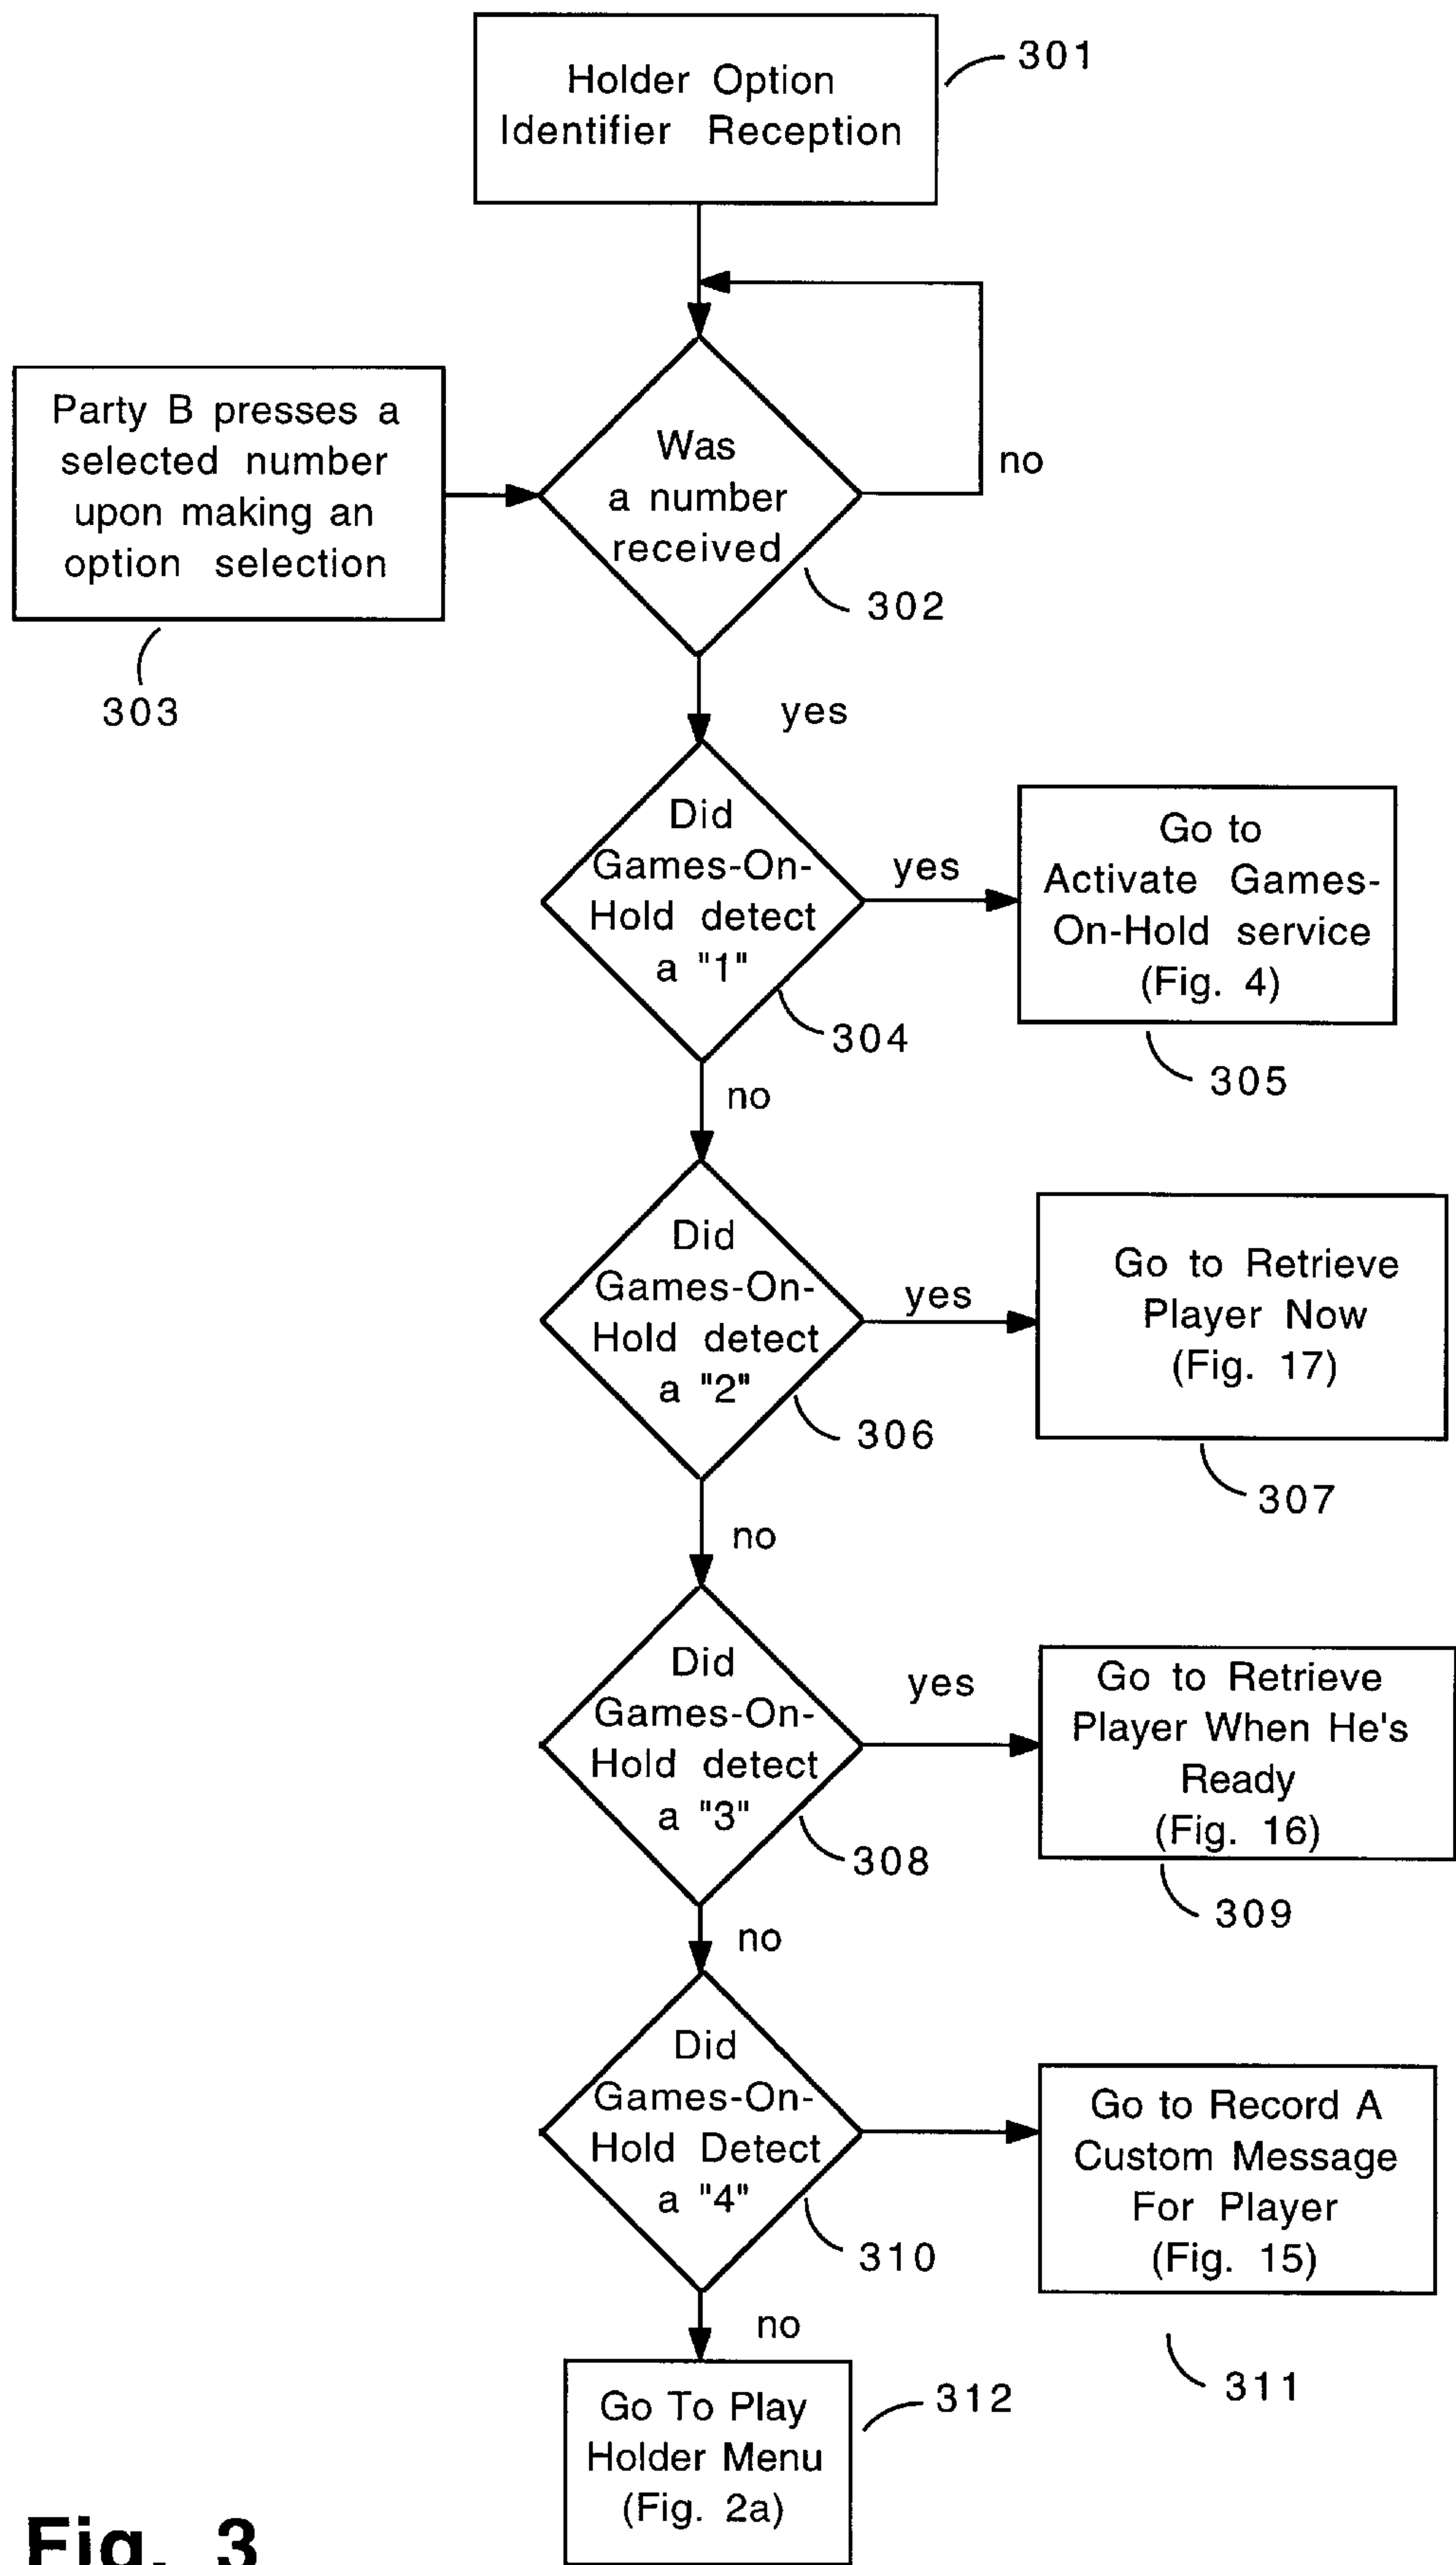 Holder Option
Identifier Reception
301
Party B presses a
selected number
upon making an
option selection
303
Was
a number
received
302
no
yes
Did
Games-On-
Hold detect
a "1"
304
yes
Go to
Activate Games-
On-Hold service
(Fig. 4)
305
no
Did
Games-On-
Hold detect
a "2"
306
yes
Go to Retrieve
Player Now
(Fig. 17)
307
no
Did
Games-On-
Hold detect
a "3"
308
yes
Go to Retrieve
Player When He's
Ready
(Fig. 16)
309
no
Did
Games-On-
Hold Detect
a "4"
310
Go to Record A
Custom Message
For Player
(Fig. 15)
311
no
Go To Play
Holder Menu
(Fig. 2a)
312
Fig. 3